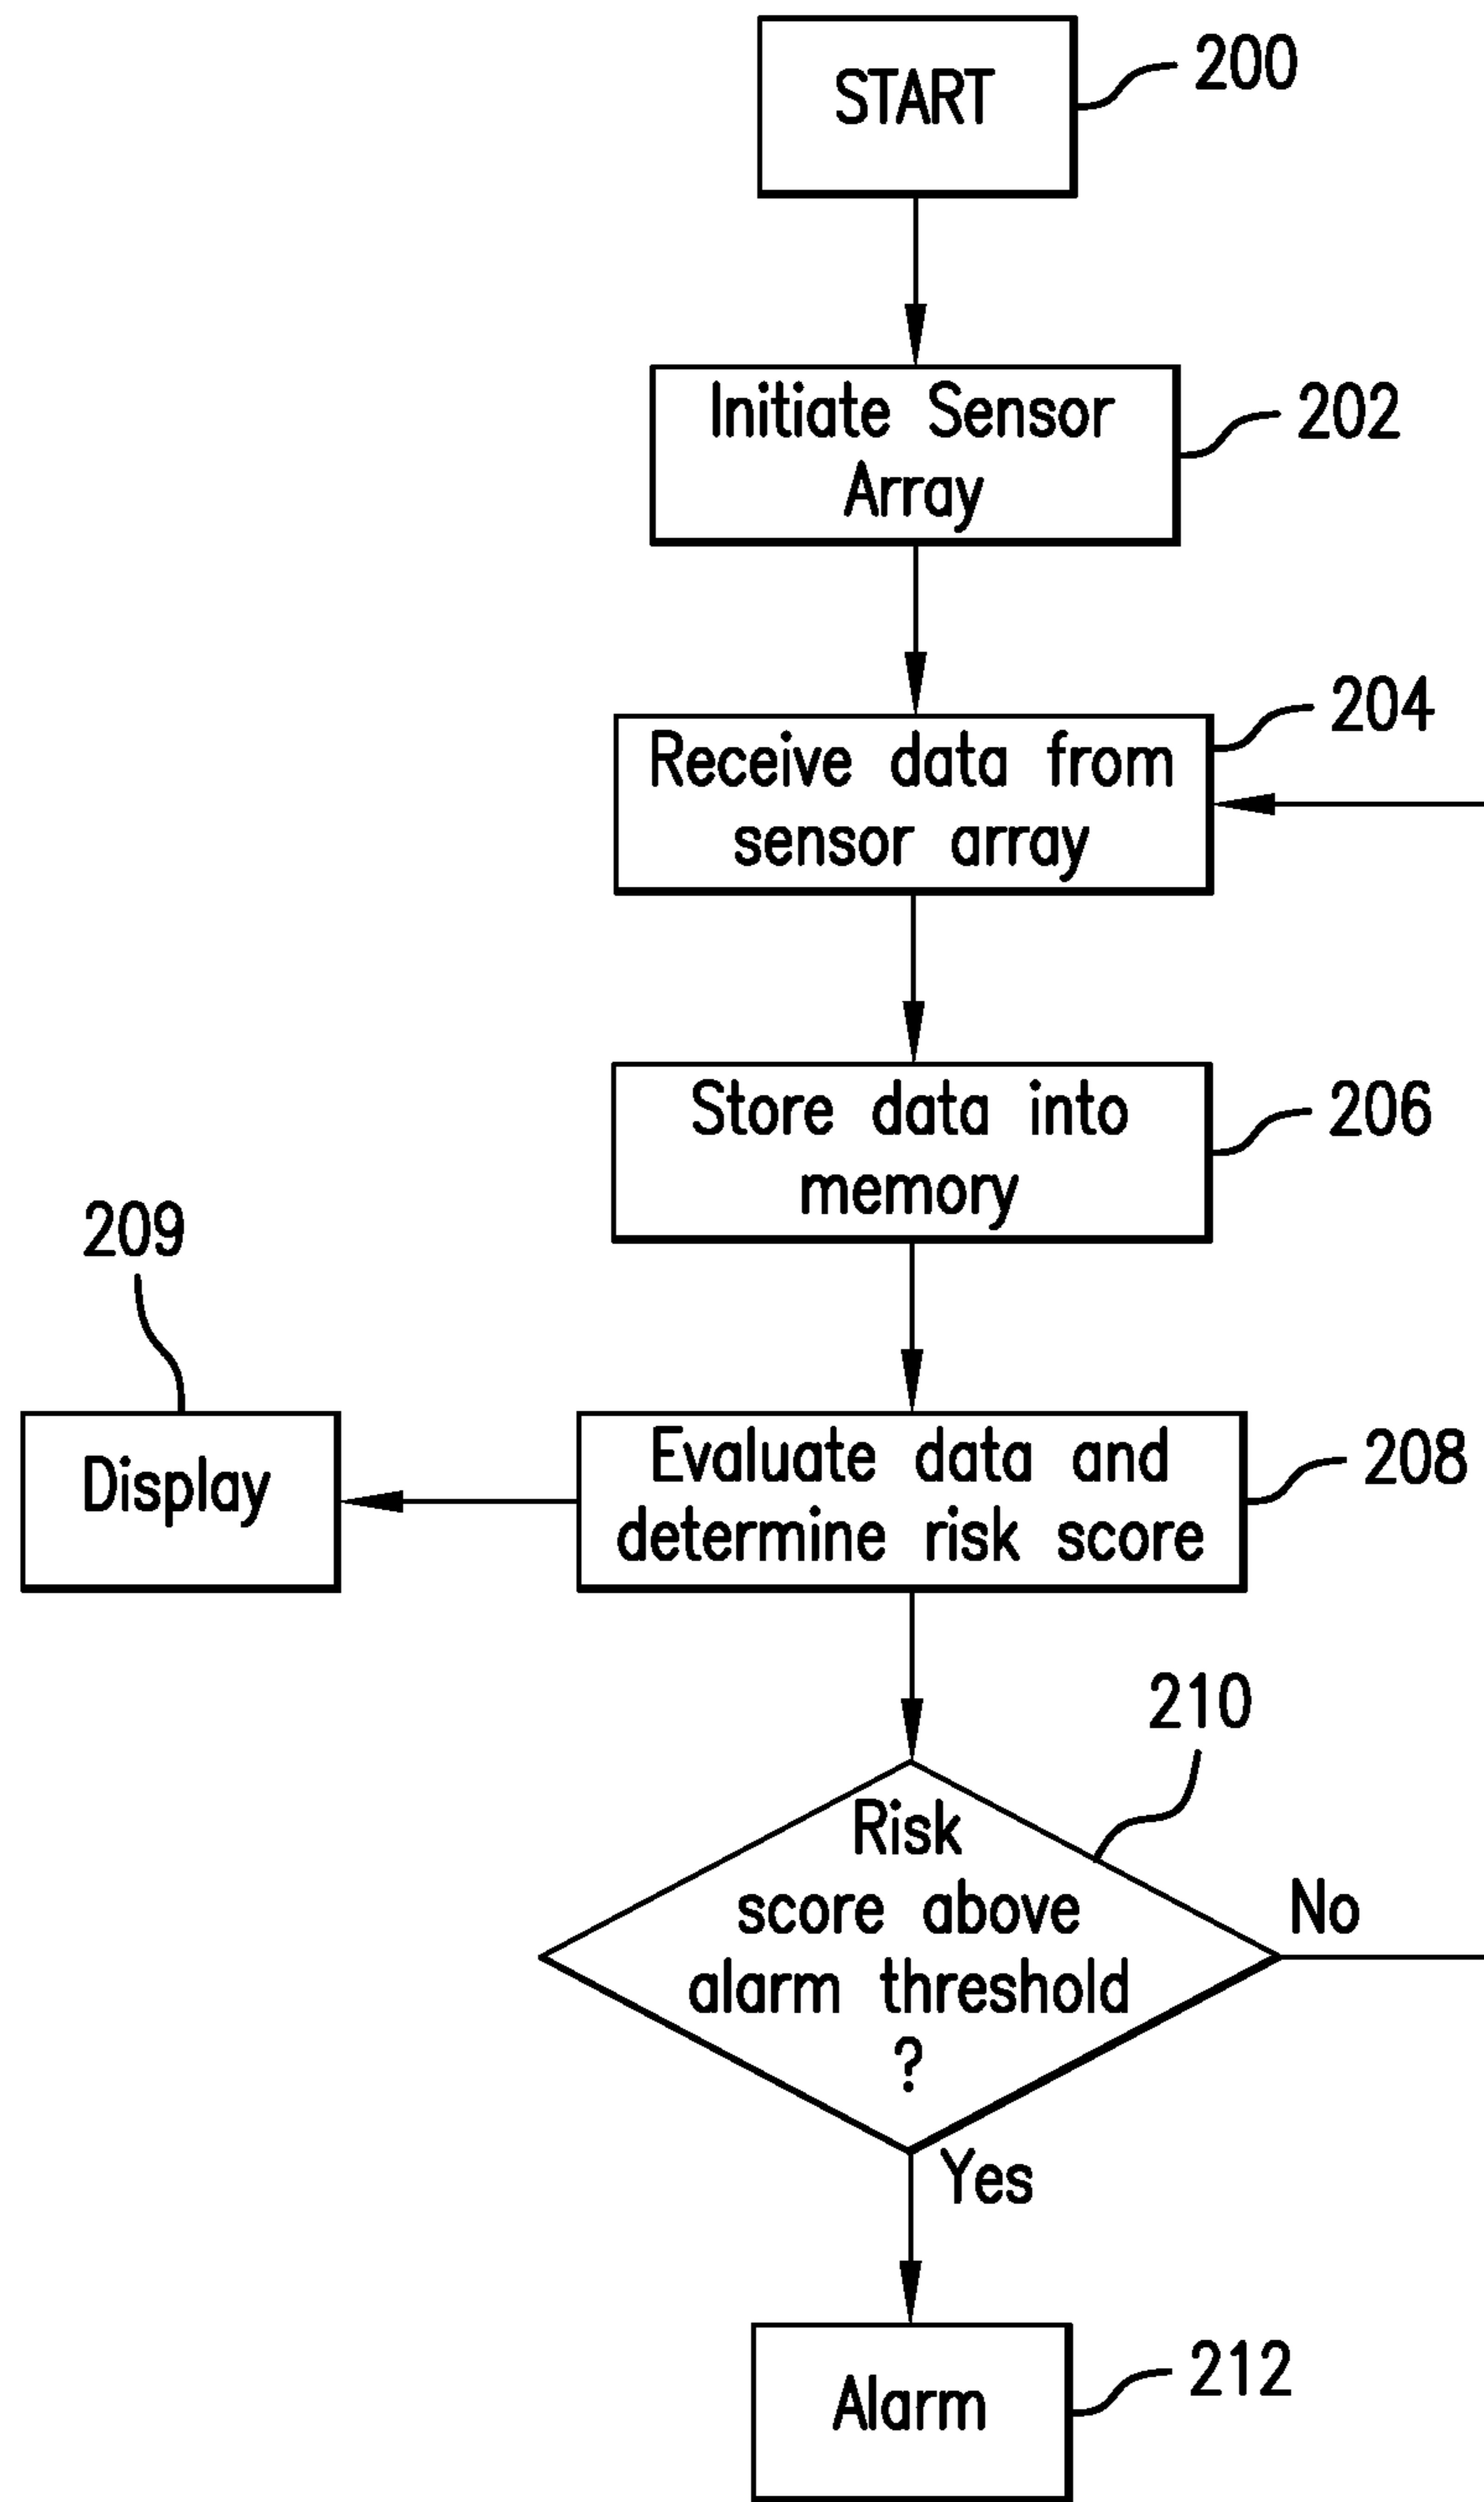 START
200
Initiate Sensor
Array
202
204
Receive data from
sensor array
Store data into
memory
206
209
Display
Evaluate data and
determine risk score
208
210
Risk
score above
alarm threshold
?
No
Yes
Alarm
212